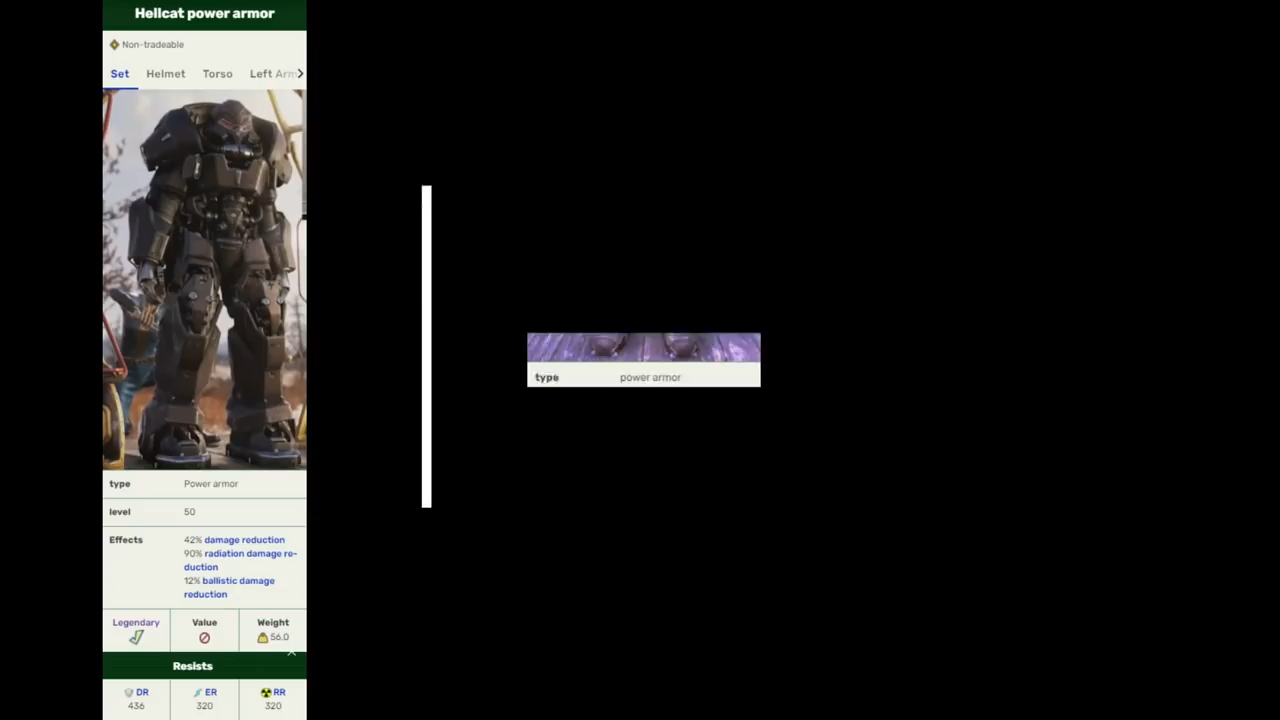 Hellcat power armor
Non-tradeable
Set Helmet Torso Left Arm
type Power armor
level 50
Effects 42% damage reduction
90% radiation damage re-
duction
12% ballistic damage
reduction
Legendary Value Weight
56.0
Resists
DR ER RR
436 320 320
type power armor